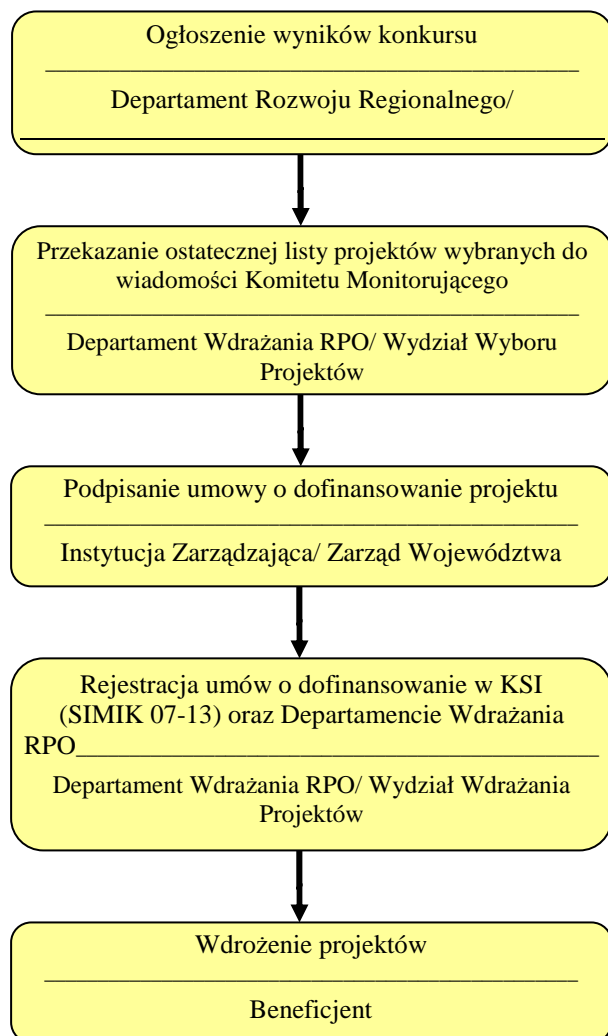 Ogłoszenie wyników konkursu
Departament Rozwoju Regionalnego/
Przekazanie ostatecznej listy projektów wybranych do
wiadomości Komitetu Monitorującego
Departament Wdrażania RPO/ Wydział Wyboru
Projektów
Podpisanie umowy o dofinansowanie projektu
Instytucja Zarządzająca/ Zarząd Województwa
Rejestracja umów o dofinansowanie w KSI
(SIMIK 07-13) oraz Departamencie Wdrażania
RPO
Departament Wdrażania RPO/ Wydział Wdrażania
Projektów
Wdrożenie projektów
Beneficjent